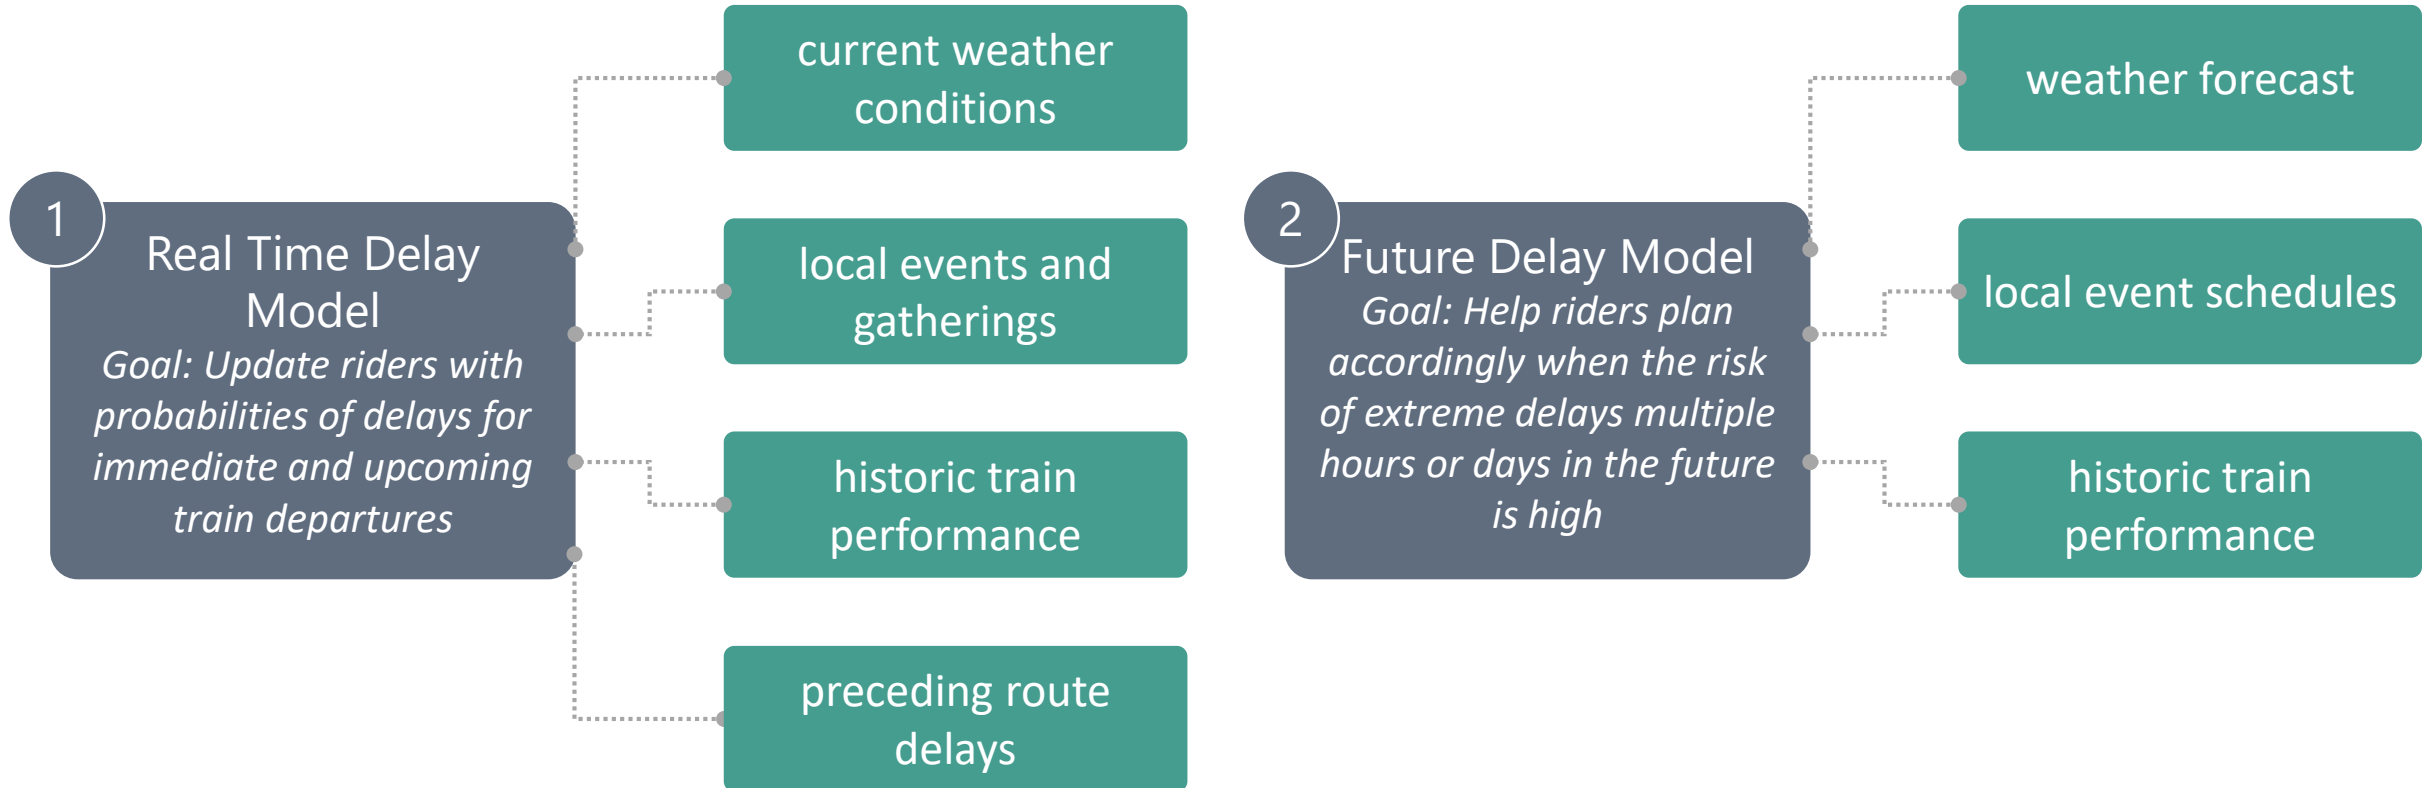 1
Real Time Delay
Model
Goal: Update riders with
probabilities of delays for
immediate and upcoming
train departures
current weather
conditions
local events and
gatherings
historic train
performance
preceding route
delays
2
Future Delay Model
Goal: Help riders plan
accordingly when the risk
of extreme delays multiple
hours or days in the future
is high
weather forecast
local event schedules
historic train
performance